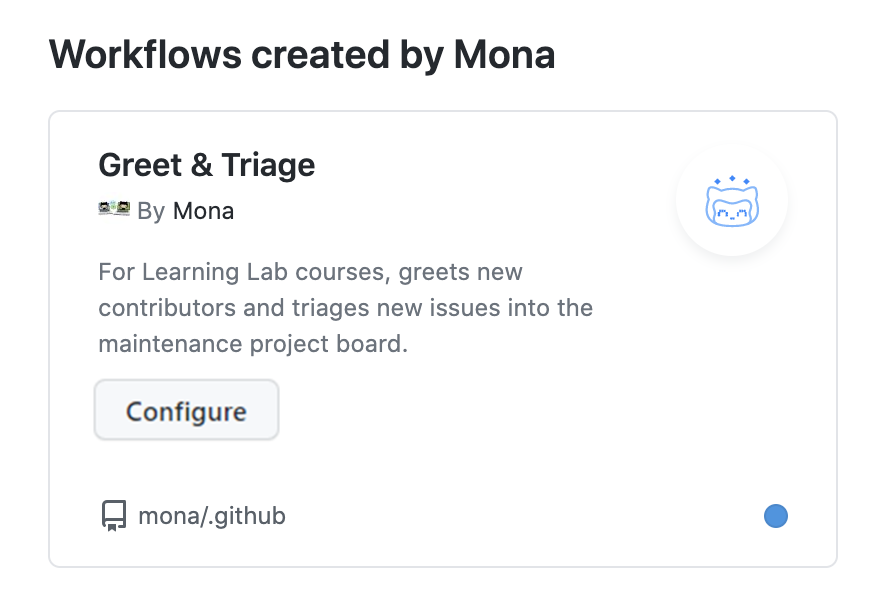 Workflows created by Mona
Greet & Triage
By Mona
For Learning Lab courses, greets new
contributors and triages new issues into the
maintenance project board.
Configure
mona/.github